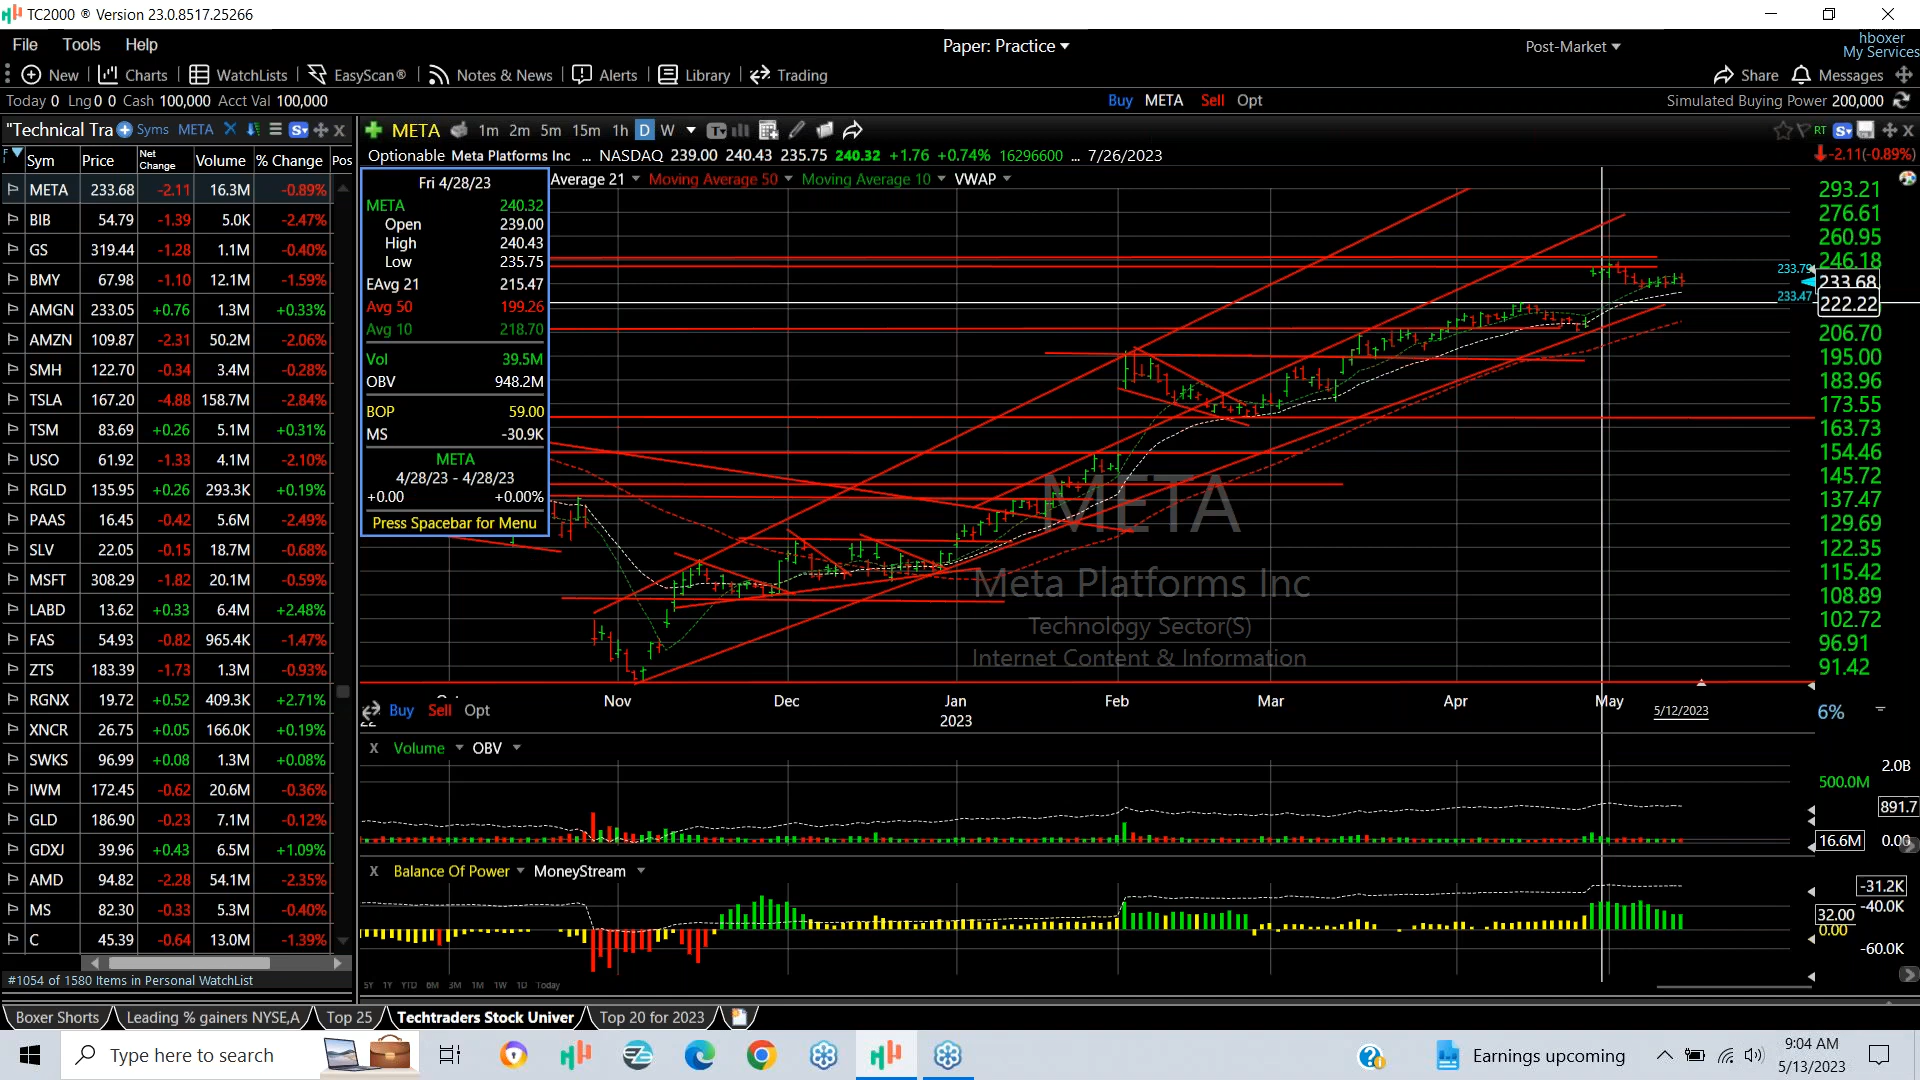 TC2000 ® Version 23.0.8517.25266
File Tools Help Paper: Practice Post-Market hboxer
My Services
New Charts WatchLists EasyScan® Notes & News Alerts Library Trading Share Messages
Today 0 Lng 0 0 Cash 100,000 Acct Val 100,000 Buy META Sell Opt Simulated Buying Power 200,000
"Technical Tra Syms META X META 1m 2m 5m 15m 1h D W RT
Optionable Meta Platforms Inc ... NASDAQ 239.00 240.43 235.75 240.32 +1.76 +0.74% 16296600 ... 7/26/2023 -2.11(-0.89%)
Sym Price Net Change Volume % Change Pos
META 233.68 -2.11 16.3M -0.89%
BIB 54.79 -1.39 5.0K -2.47%
GS 319.44 -1.28 1.1M -0.40%
BMY 67.98 -1.10 12.1M -1.59%
AMGN 233.05 +0.76 1.3M +0.33%
AMZN 109.87 -2.31 50.2M -2.06%
SMH 122.70 -0.34 3.4M -0.28%
TSLA 167.20 -4.88 158.7M -2.84%
TSM 83.69 +0.26 5.1M +0.31%
USO 61.92 -1.33 4.1M -2.10%
RGLD 135.95 +0.26 293.3K +0.19%
PAAS 16.45 -0.42 5.6M -2.49%
SLV 22.05 -0.15 18.7M -0.68%
MSFT 308.29 -1.82 20.1M -0.59%
LABD 13.62 +0.33 6.4M +2.48%
FAS 54.93 -0.82 965.4K -1.47%
ZTS 183.39 -1.73 1.3M -0.93%
RGNX 19.72 +0.52 409.3K +2.71%
XNCR 26.75 +0.05 166.0K +0.19%
SWKS 96.99 +0.08 1.3M +0.08%
IWM 172.45 -0.62 20.6M -0.36%
GLD 186.90 -0.23 7.1M -0.12%
GDXJ 39.96 +0.43 6.5M +1.09%
AMD 94.82 -2.28 54.1M -2.35%
MS 82.30 -0.33 5.3M -0.40%
C 45.39 -0.64 13.0M -1.39%
#1054 of 1580 Items in Personal WatchList
Average 21 Moving Average 50 Moving Average 10 VWAP
Fri 4/28/23
META 240.32
Open 239.00
High 240.43
Low 235.75
EAvg 21 215.47
Avg 50 199.26
Avg 10 218.70
Vol 39.5M
OBV 948.2M
BOP 59.00
MS -30.9K
META
4/28/23 - 4/28/23
+0.00 +0.00%
Press Spacebar for Menu
META
Meta Platforms Inc
Technology Sector(S)
Internet Content & Information
293.21
276.61
260.95
246.18
233.79
233.68
233.47
222.22
206.70
195.00
183.96
173.55
163.73
154.46
145.72
137.47
129.69
122.35
115.42
108.89
102.72
96.91
91.42
Nov Dec Jan Feb Mar Apr May
22 2023 5/12/2023 6%
Buy Sell Opt
X Volume OBV
2.0B
500.0M
891.7
16.6M 0.00
X Balance Of Power MoneyStream
-31.2K
-40.0K
32.00
0.00
-60.0K
5Y 1Y YTD 6M 3M 1M 1W 1D Today
Boxer Shorts Leading % gainers NYSE,A Top 25 Techtraders Stock Univer Top 20 for 2023
Type here to search Earnings upcoming 9:04 AM
5/13/2023